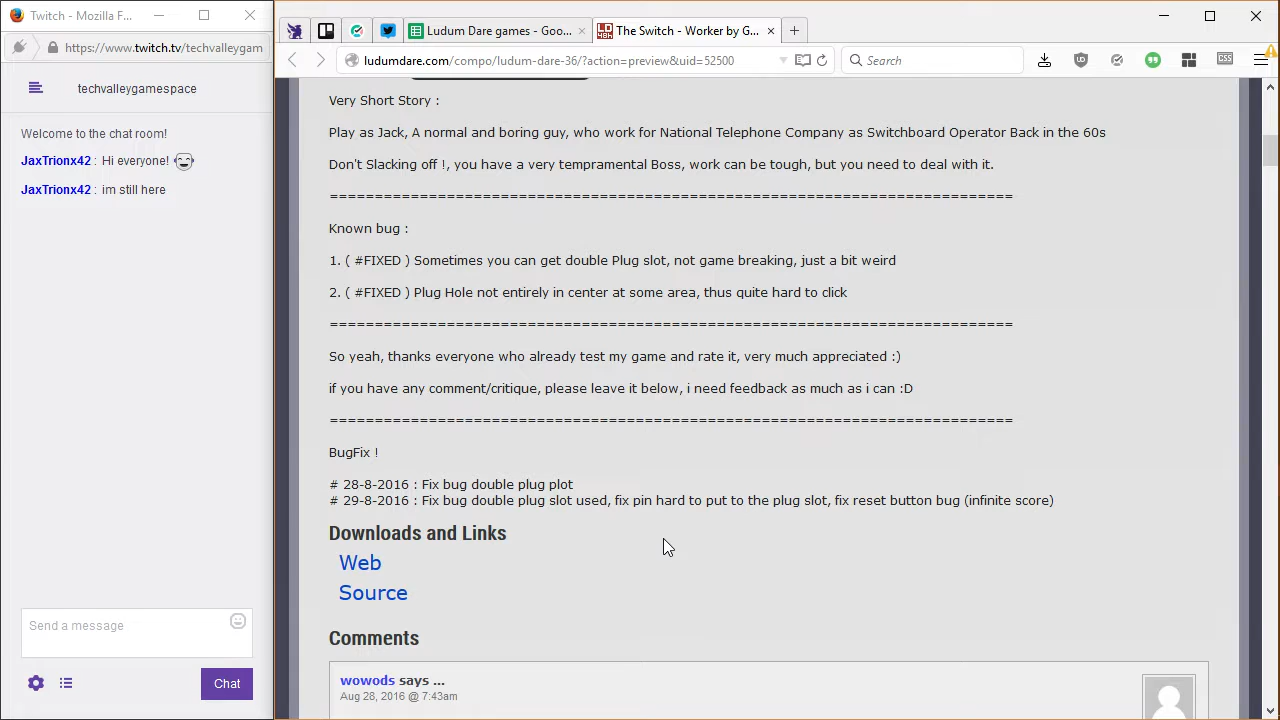 Twitch - Mozilla F...
https://www.twitch.tv/techvalleygam
techvalleygamespace
Welcome to the chat room!
JaxTrionx42 : Hi everyone!
JaxTrionx42 : im still here
Send a message
Chat
Ludum Dare games - Goo...
The Switch - Worker by G...
ludumdare.com/compo/ludum-dare-36/?action=preview&uid=52500
Search
CSS
Very Short Story :
Play as Jack, A normal and boring guy, who work for National Telephone Company as Switchboard Operator Back in the 60s
Don't Slacking off !, you have a very tempramental Boss, work can be tough, but you need to deal with it.
============================================================================
Known bug :
1. ( #FIXED ) Sometimes you can get double Plug slot, not game breaking, just a bit weird
2. ( #FIXED ) Plug Hole not entirely in center at some area, thus quite hard to click
============================================================================
So yeah, thanks everyone who already test my game and rate it, very much appreciated :)
if you have any comment/critique, please leave it below, i need feedback as much as i can :D
============================================================================
BugFix !
# 28-8-2016 : Fix bug double plug plot
# 29-8-2016 : Fix bug double plug slot used, fix pin hard to put to the plug slot, fix reset button bug (infinite score)
Downloads and Links
Web
Source
Comments
wowods says ...
Aug 28, 2016 @ 7:43am